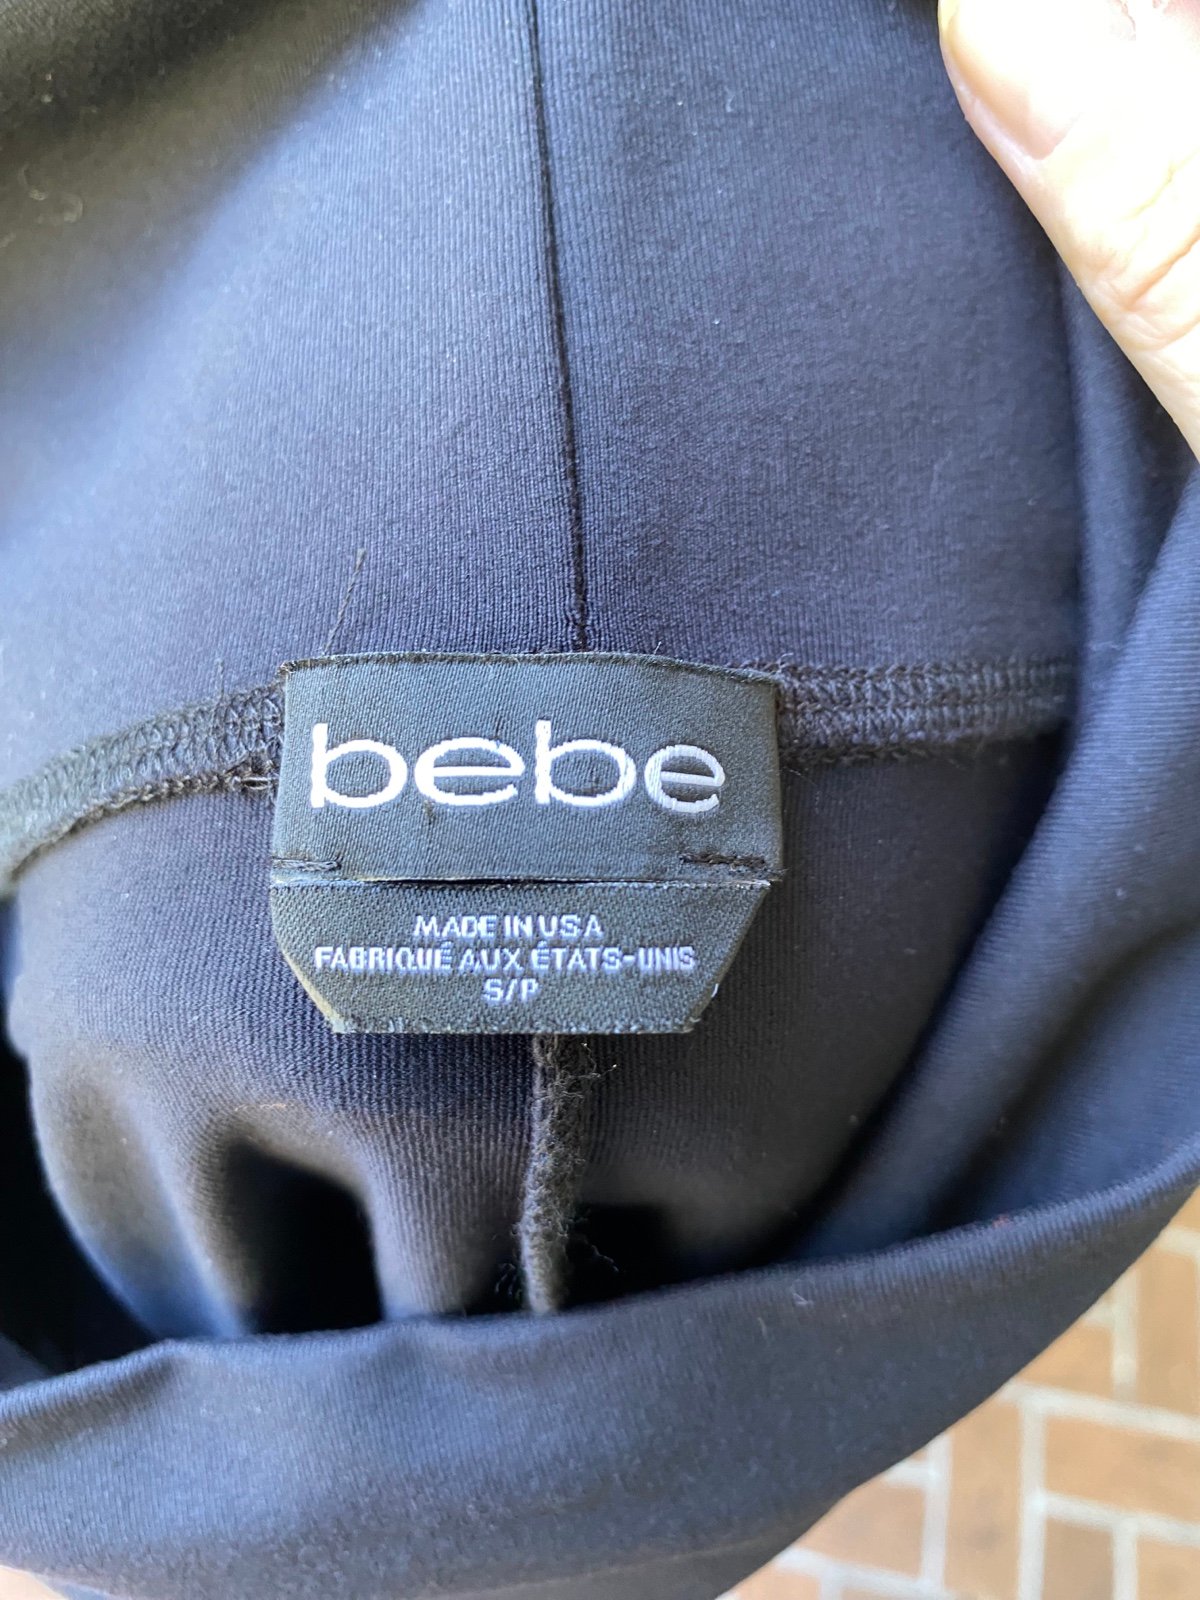 bebe
MADE IN USA
FABRIQUÉ AUX ÉTATS-UNIS
S/P